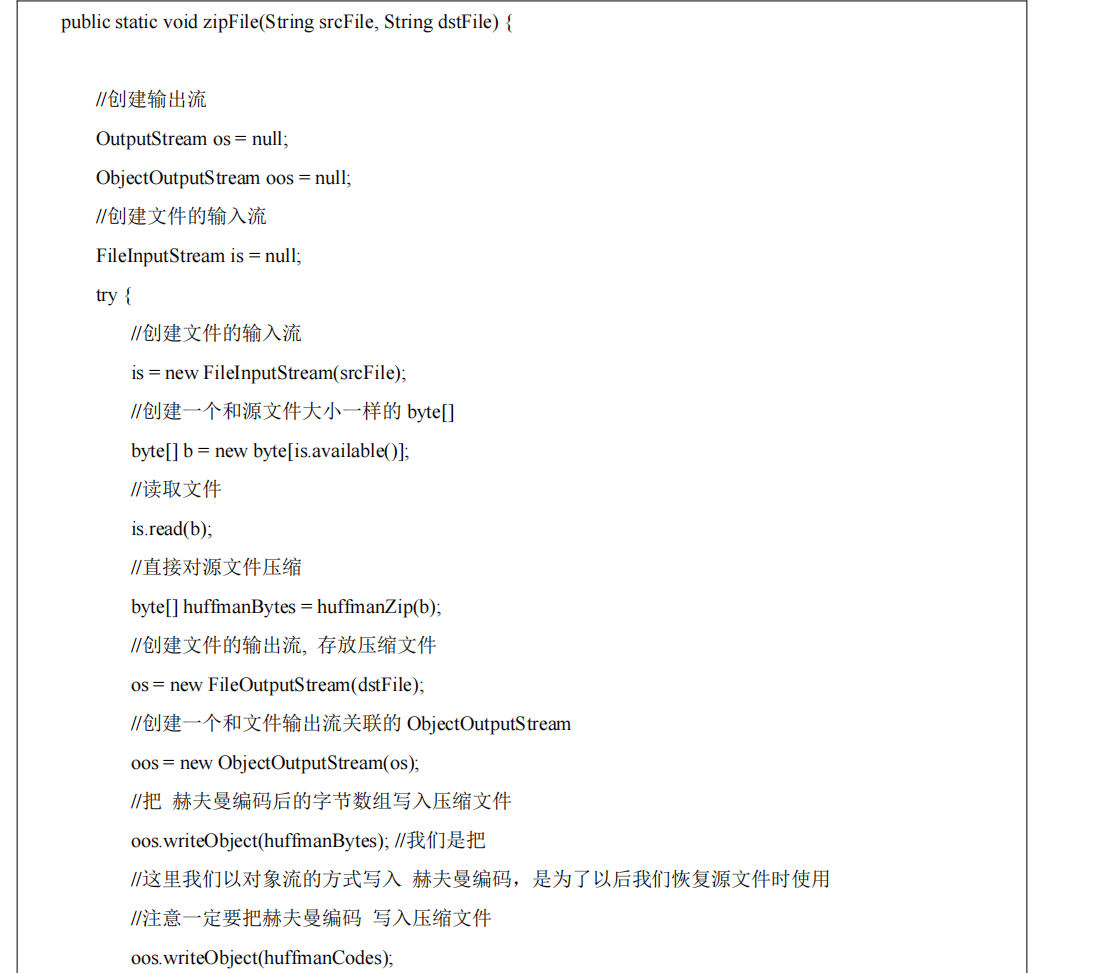 public static void zipFile(String srcFile, String dstFile) {
//创建输出流
OutputStream os = null;
ObjectOutputStream oos = null;
//创建文件的输入流
FileInputStream is = null;
try {
//创建文件的输入流
is = new FileInputStream(srcFile);
//创建一个和源文件大小一样的 byte[]
byte[] b = new byte[is.available()];
//读取文件
is.read(b);
//直接对源文件压缩
byte[] huffmanBytes = huffmanZip(b);
//创建文件的输出流, 存放压缩文件
os = new FileOutputStream(dstFile);
//创建一个和文件输出流关联的 ObjectOutputStream
oos = new ObjectOutputStream(os);
//把 赫夫曼编码后的字节数组写入压缩文件
oos.writeObject(huffmanBytes); //我们是把
//这里我们以对象流的方式写入 赫夫曼编码，是为了以后我们恢复源文件时使用
//注意一定要把赫夫曼编码 写入压缩文件
oos.writeObject(huffmanCodes);